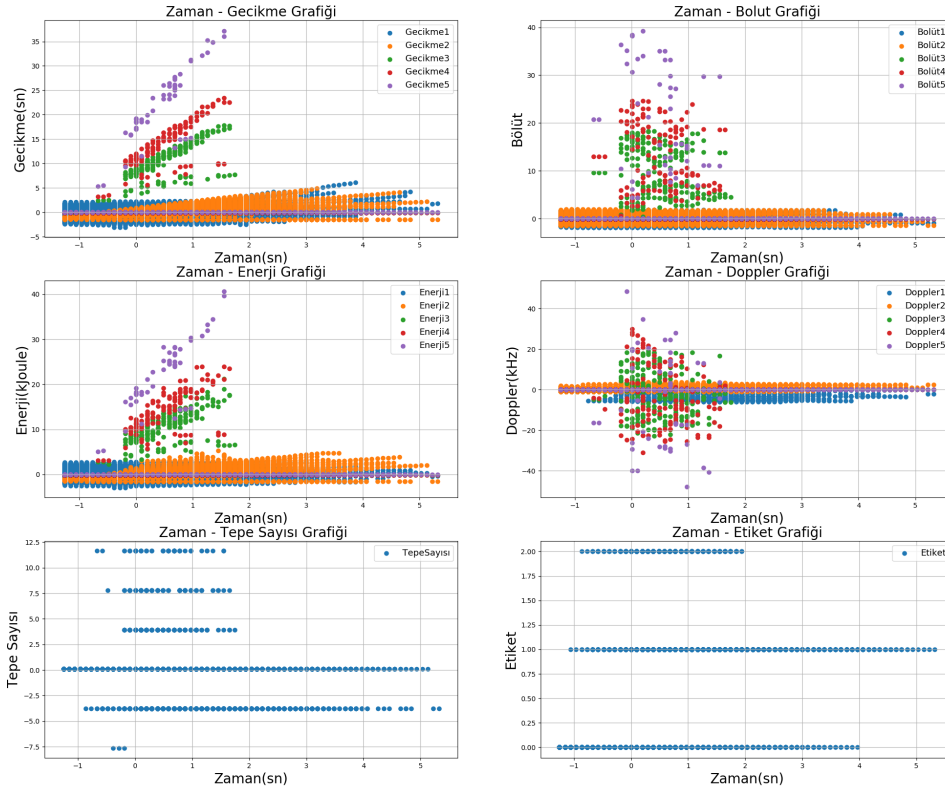 Zaman - Gecikme Grafiği
Gecikme(sn)
35
30
25
20
15
10
5
0
−5
Gecikme1
Gecikme2
Gecikme3
Gecikme4
Gecikme5
−1 0 1 2 3 4 5
Zaman(sn)
Zaman - Bolut Grafiği
Bölüt
40
30
20
10
0
Bolüt1
Bolüt2
Bolüt3
Bolüt4
Bolüt5
−1 0 1 2 3 4 5
Zaman(sn)
Zaman - Enerji Grafiği
Enerji(kJoule)
40
30
20
10
0
Enerji1
Enerji2
Enerji3
Enerji4
Enerji5
−1 0 1 2 3 4 5
Zaman(sn)
Zaman - Doppler Grafiği
Doppler(kHz)
40
20
0
−20
−40
Doppler1
Doppler2
Doppler3
Doppler4
Doppler5
−1 0 1 2 3 4 5
Zaman(sn)
Zaman - Tepe Sayısı Grafiği
Tepe Sayısı
12.5
10.0
7.5
5.0
2.5
0.0
−2.5
−5.0
−7.5
TepeSayısı
−1 0 1 2 3 4 5
Zaman(sn)
Zaman - Etiket Grafiği
Etiket
2.00
1.75
1.50
1.25
1.00
0.75
0.50
0.25
0.00
Etiket
−1 0 1 2 3 4 5
Zaman(sn)